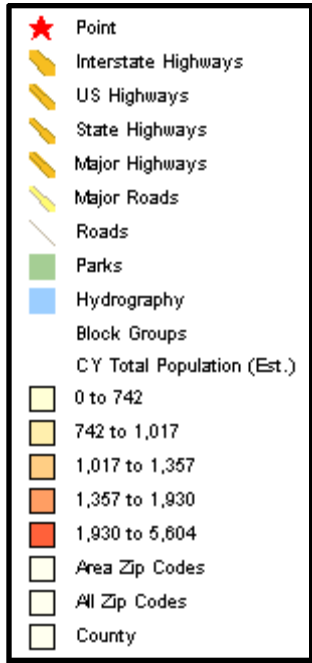 Point
Interstate Highways
US Highways
State Highways
Major Highways
Major Roads
Roads
Parks
Hydrography
Block Groups
CY Total Population (Est.)
0 to 742
742 to 1,017
1,017 to 1,357
1,357 to 1,930
1,930 to 5,604
Area Zip Codes
All Zip Codes
County